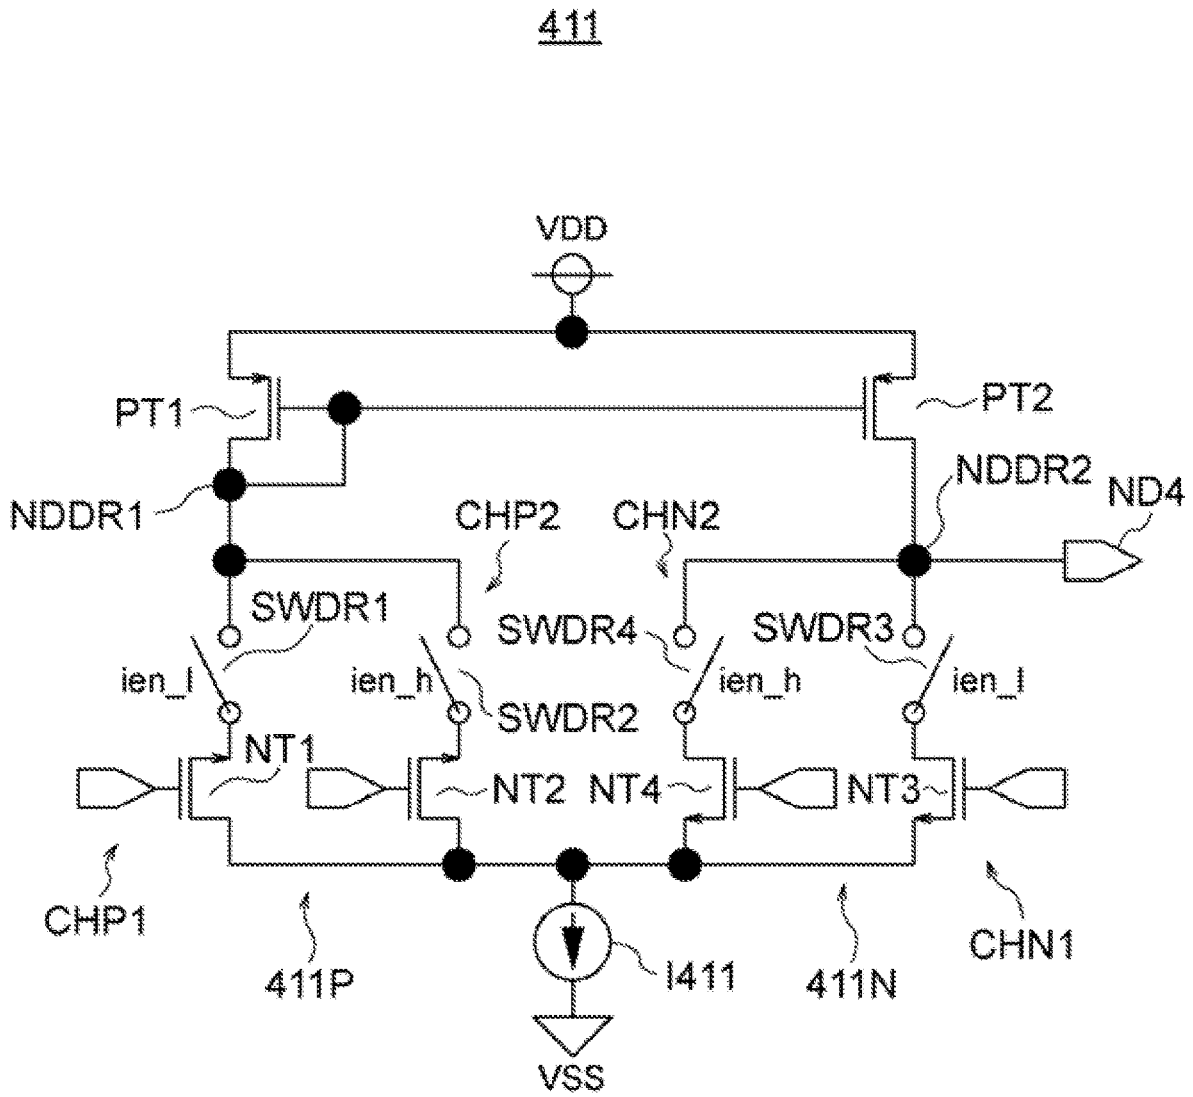 411
VDD
PT1
PT2
NDDR1
NDDR2
ND4
CHP2
CHN2
SWDR1
SWDR4
SWDR3
ien_l
ien_h
ien_h
ien_l
SWDR2
NT1
NT2
NT4
NT3
CHP1
CHN1
411P
I411
411N
VSS